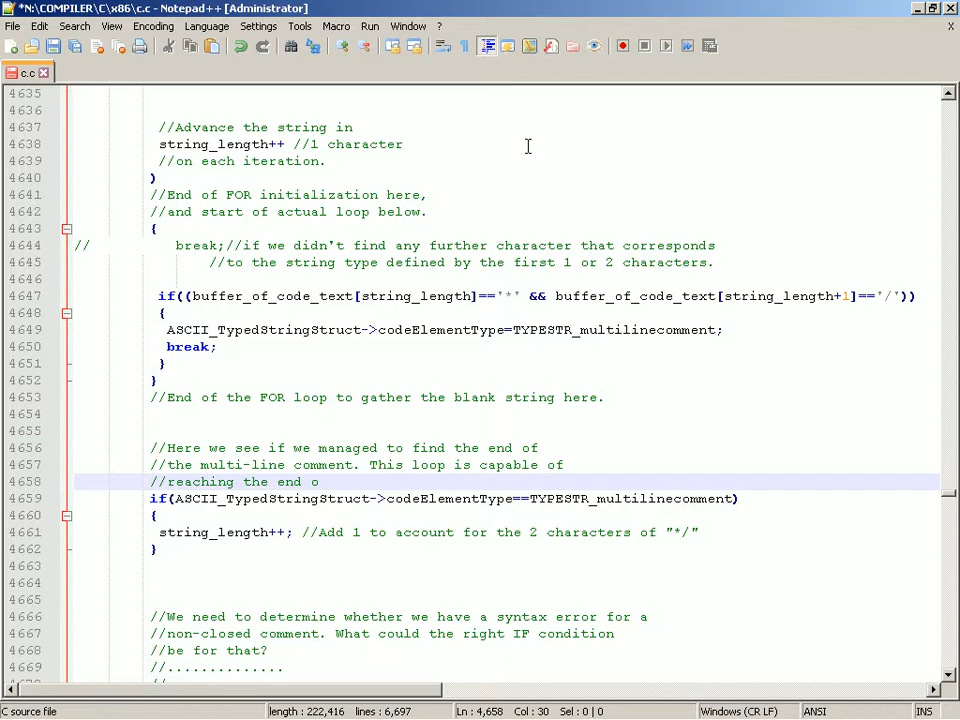 *N:\COMPILER\C\x86\c.c - Notepad++ [Administrator]
File Edit Search View Encoding Language Settings Tools Macro Run Window ? X
c.c
4635
4636
4637 //Advance the string in
4638 string_length++ //1 character
4639 //on each iteration.
4640 )
4641 //End of FOR initialization here,
4642 //and start of actual loop below.
4643 {
4644 // break;//if we didn't find any further character that corresponds
4645 //to the string type defined by the first 1 or 2 characters.
4646
4647 if((buffer_of_code_text[string_length]=='*' && buffer_of_code_text[string_length+1]=='/'))
4648 {
4649 ASCII_TypedStringStruct->codeElementType=TYPESTR_multilinecomment;
4650 break;
4651 }
4652 }
4653 //End of the FOR loop to gather the blank string here.
4654
4655
4656 //Here we see if we managed to find the end of
4657 //the multi-line comment. This loop is capable of
4658 //reaching the end o
4659 if(ASCII_TypedStringStruct->codeElementType==TYPESTR_multilinecomment)
4660 {
4661 string_length++; //Add 1 to account for the 2 characters of "*/"
4662 }
4663
4664
4665
4666 //We need to determine whether we have a syntax error for a
4667 //non-closed comment. What could the right IF condition
4668 //be for that?
4669 //..............
C source file length : 222,416 lines : 6,697 Ln : 4,658 Col : 30 Sel : 0 | 0 Windows (CR LF) ANSI INS